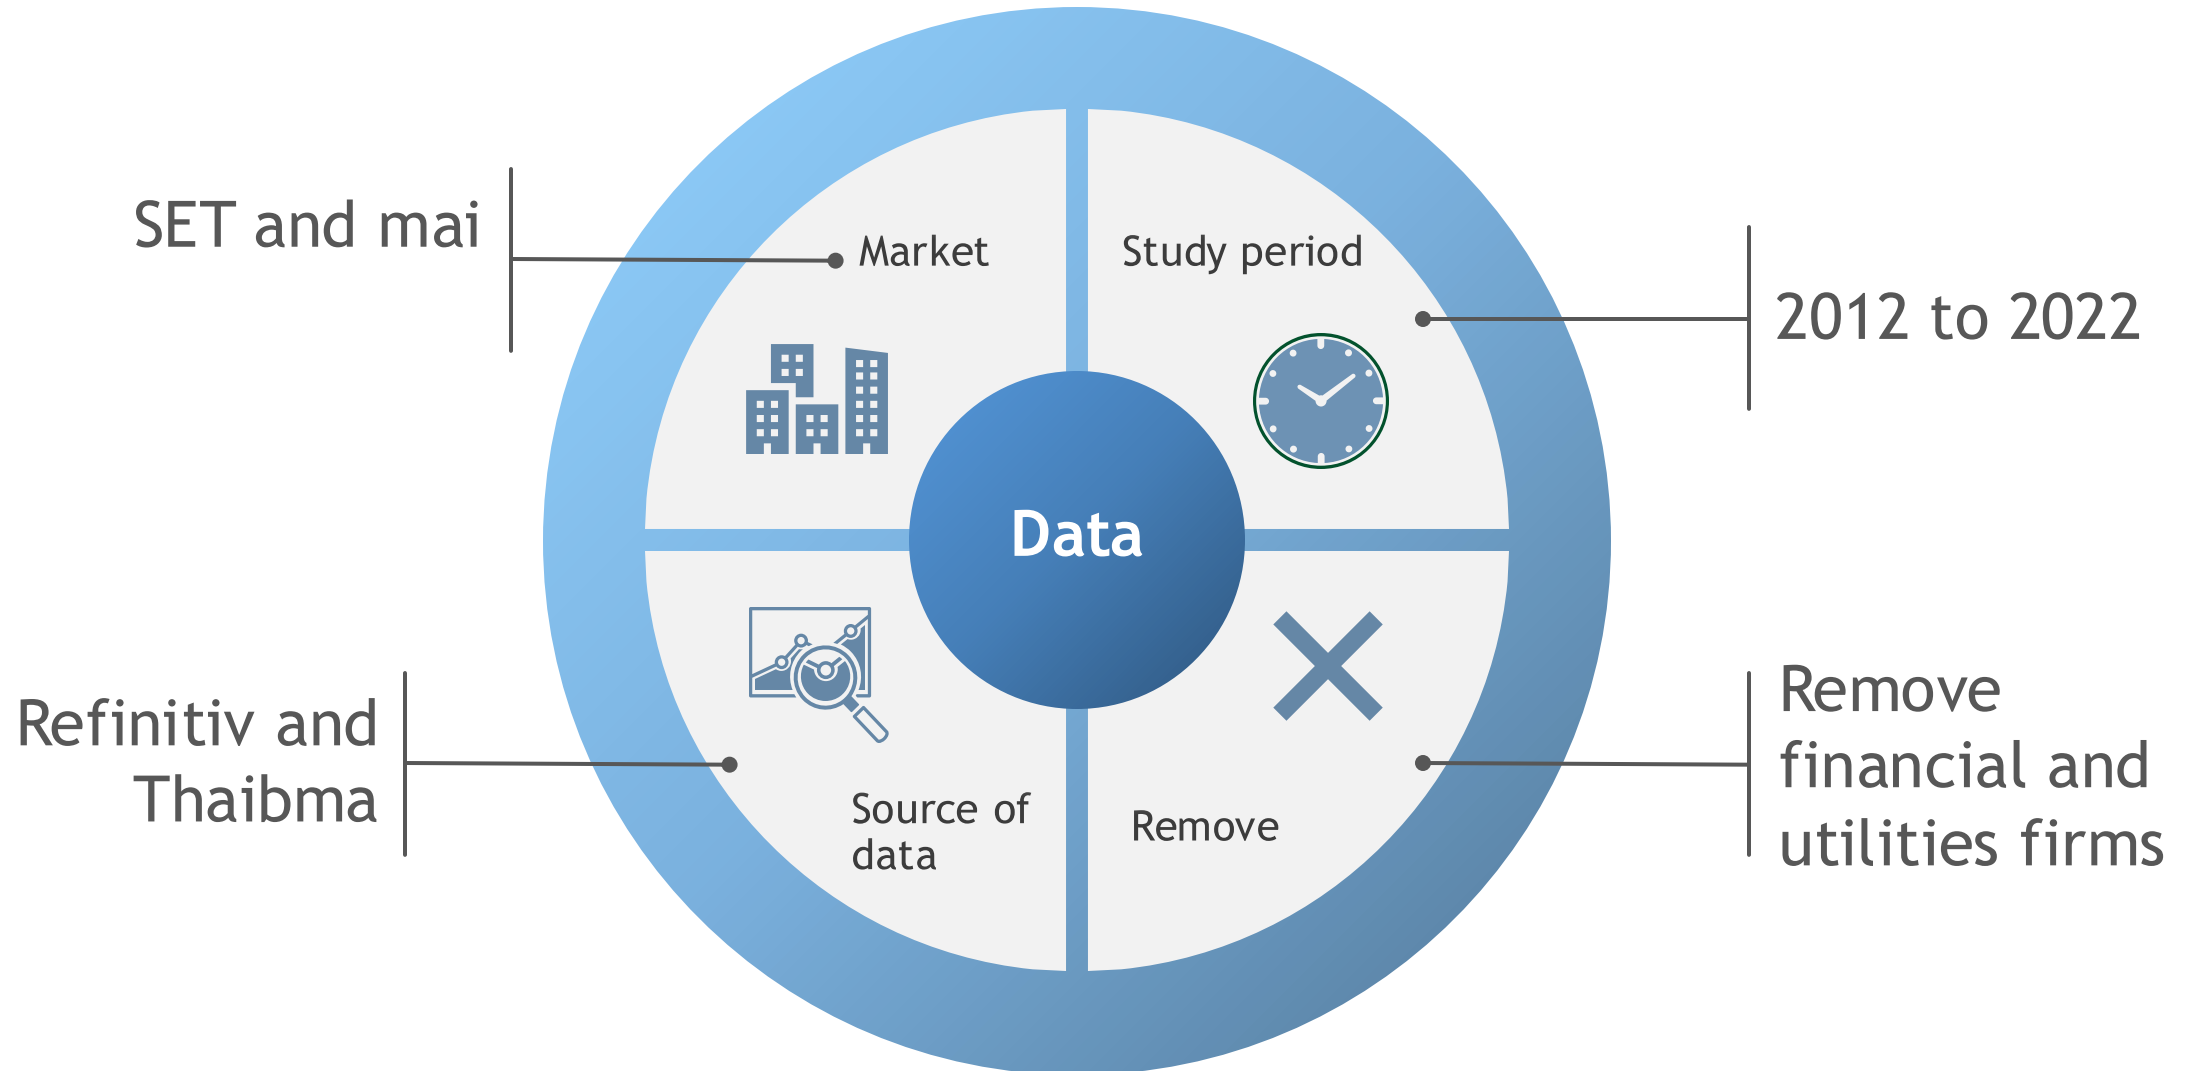 SET and mai
Market
Study period
2012 to 2022
Data
Refinitiv and
Thaibma
Source of
data
Remove
Remove
financial and
utilities firms